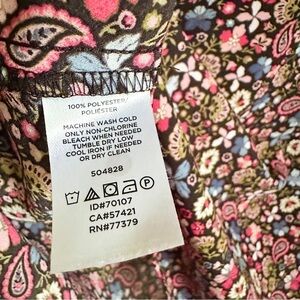 100% POLYESTER/
POLIÉSTER
MACHINE WASH COLD
ONLY NON-CHLORINE
BLEACH WHEN NEEDED
TUMBLE DRY LOW
COOL IRON IF NEEDED
OR DRY CLEAN
504828
P
ID#70107
CA#57421
RN#77379